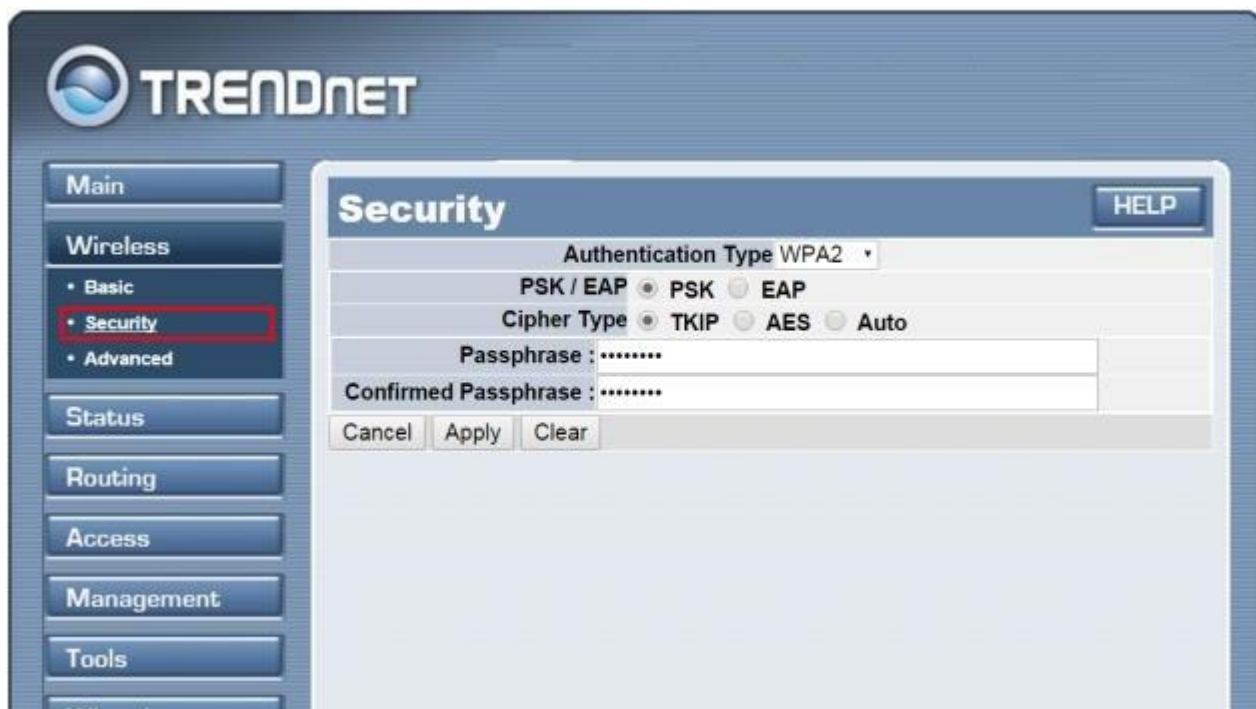 TRENDNET
Main
Wireless
• Basic
• Security
• Advanced
Status
Routing
Access
Management
Tools
Security
HELP
Authentication Type WPA2
PSK / EAP PSK EAP
Cipher Type TKIP AES Auto
Passphrase : ••••••••
Confirmed Passphrase : ••••••••
Cancel Apply Clear